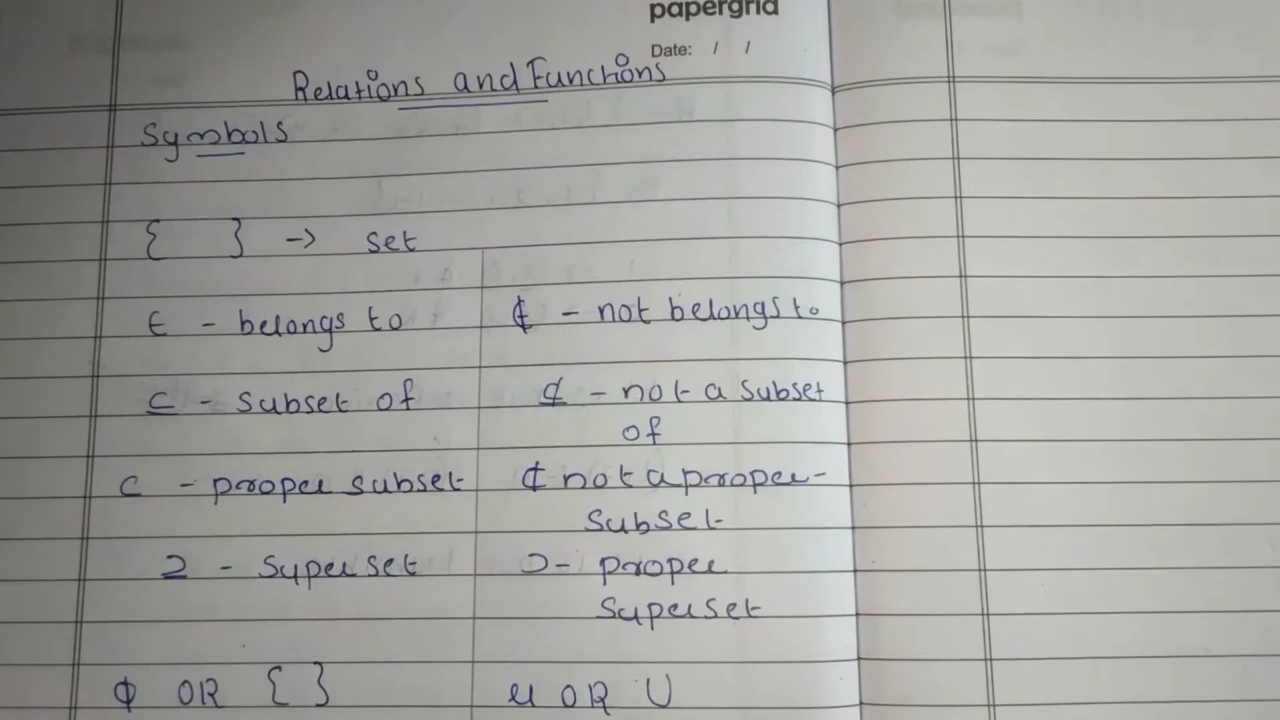 papergrid
Date: / /
Relations and Functions
Symbols
{ } -> set
∈ - belongs to ∉ - not belongs to
⊆ - subset of ⊈ - not a subset
of
⊂ - proper subset ⊄ not a proper-
subset
⊇ - Superset ⊃- proper
Superset
ϕ OR { } μ OR U